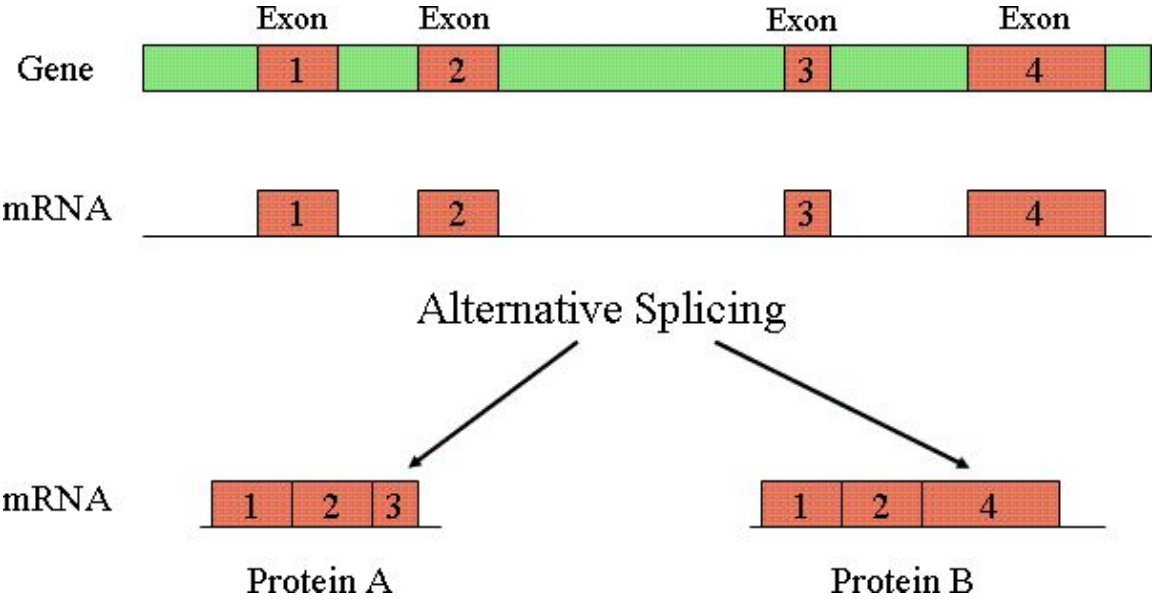 Exon Exon Exon Exon
Gene 1 2 3 4
mRNA 1 2 3 4
Alternative Splicing
mRNA 1 2 3 1 2 4
Protein A Protein B